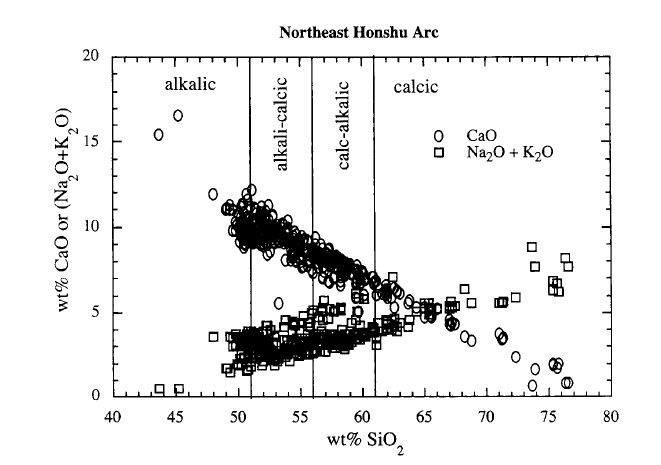 Northeast Honshu Arc
wt% CaO or (Na₂O+K₂O)
20
15
10
5
0
alkalic
alkali-calcic
calc-alkalic
calcic
CaO
Na₂O + K₂O
40
45
50
55
60
65
70
75
80
wt% SiO₂